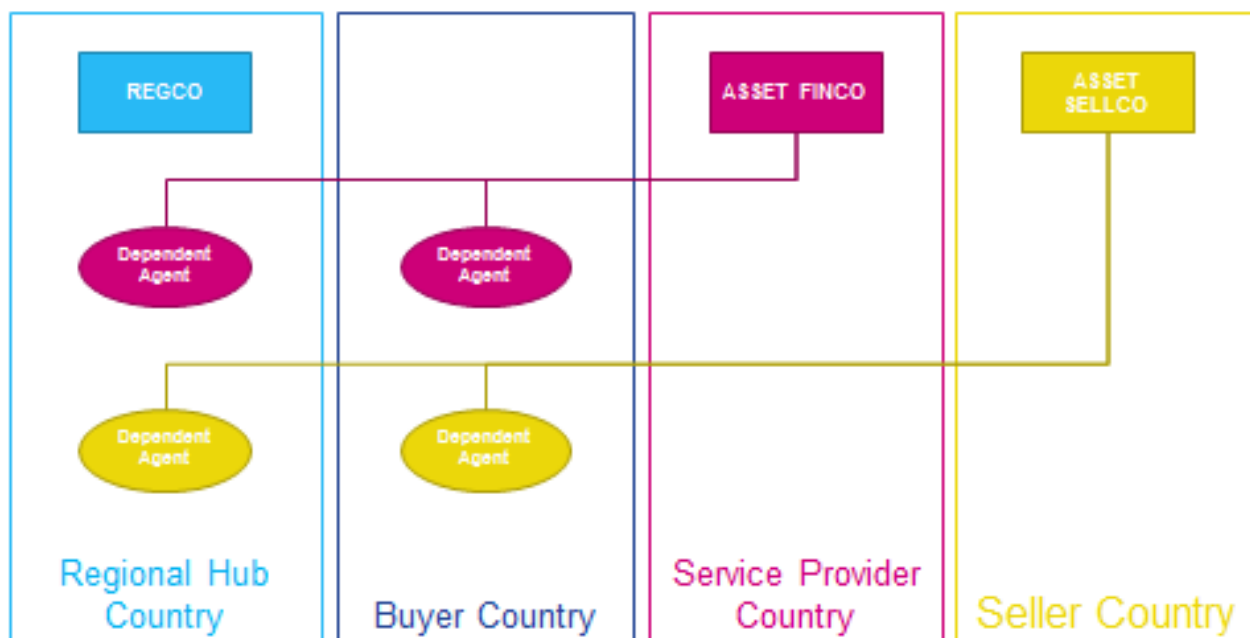 REGCO
ASSET FINCO
ASSET
SELLCO
Dependent
Agent
Dependent
Agent
Dependent
Agent
Dependent
Agent
Regional Hub
Country
Buyer Country
Service Provider
Country
Seller Country